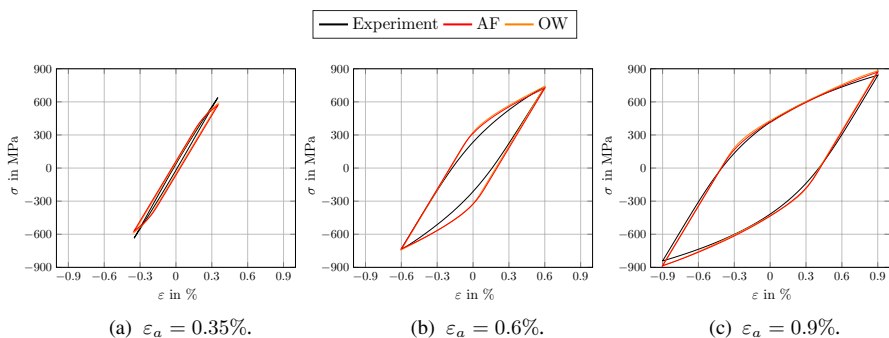 Experiment AF OW
900 900 900
600 600 600
300 300 300
0 0 0
−300 −300 −300
−600 −600 −600
−900 −900 −900
σ in MPa σ in MPa σ in MPa
−0.9 −0.6 −0.3 0 0.3 0.6 0.9 −0.9 −0.6 −0.3 0 0.3 0.6 0.9 −0.9 −0.6 −0.3 0 0.3 0.6 0.9
ε in % ε in % ε in %
(a) εa = 0.35%. (b) εa = 0.6%. (c) εa = 0.9%.